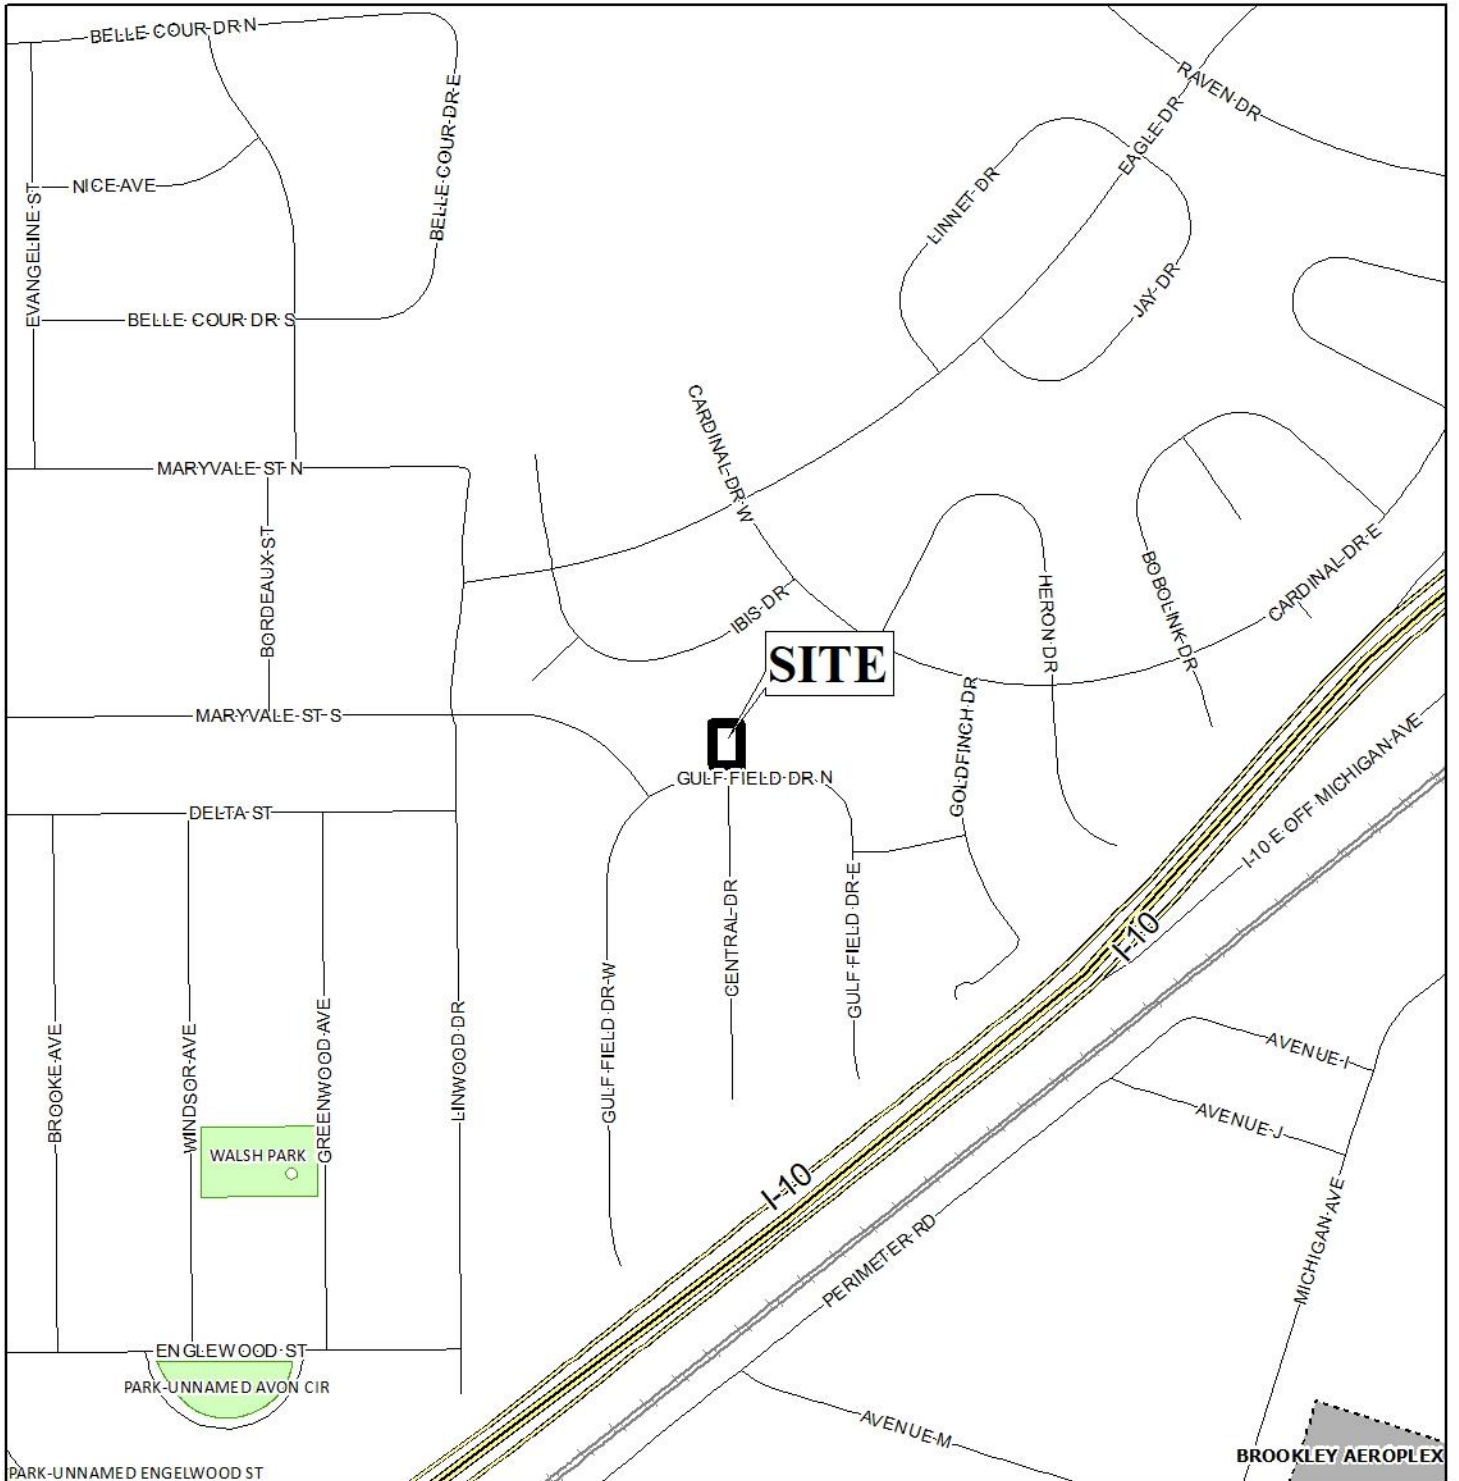 BELLE COUR DR N
RAVEN DR
EAGLE DR
BELLE COUR DR E
NICE AVE
EVANGELINE ST
LINNET DR
JAY DR
BELLE COUR DR S
CARDINAL DR W
MARYVALE ST N
BORDEAUX ST
IBIS DR
HERON DR
BOBOLINK DR
CARDINAL DR E
SITE
MARYVALE ST S
GOLDFINCH DR
GULF FIELD DR N
I-10 E OFF MICHIGAN AVE
DELTA ST
CENTRAL DR
GULF FIELD DR E
I-10
GULF FIELD DR W
BROOKE AVE
WINDSOR AVE
GREENWOOD AVE
LINWOOD DR
AVENUE I
AVENUE J
WALSH PARK
I-10
PERIMETER RD
MICHIGAN AVE
ENGLEWOOD ST
PARK-UNNAMED AVON CIR
AVENUE M
BROOKLEY AEROPLEX
PARK-UNNAMED ENGELWOOD ST